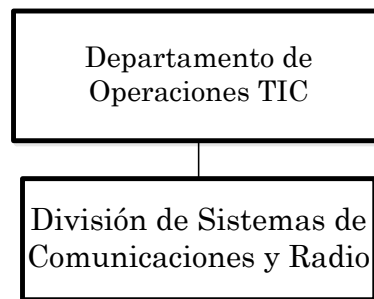 Departamento de
Operaciones TIC
División de Sistemas de
Comunicaciones y Radio